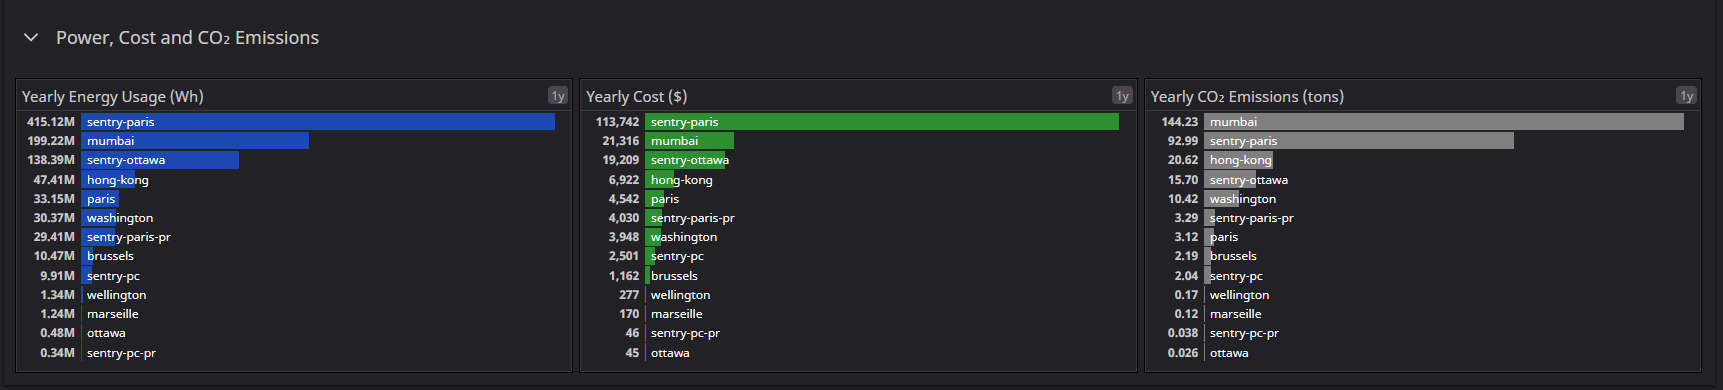 Power, Cost and CO₂ Emissions
Yearly Energy Usage (Wh) 1y
415.12M sentry-paris
199.22M mumbai
138.39M sentry-ottawa
47.41M hong-kong
33.15M paris
30.37M washington
29.41M sentry-paris-pr
10.47M brussels
9.91M sentry-pc
1.34M wellington
1.24M marseille
0.48M ottawa
0.34M sentry-pc-pr
Yearly Cost ($) 1y
113,742 sentry-paris
21,316 mumbai
19,209 sentry-ottawa
6,922 hong-kong
4,542 paris
4,030 sentry-paris-pr
3,948 washington
2,501 sentry-pc
1,162 brussels
277 wellington
170 marseille
46 sentry-pc-pr
45 ottawa
Yearly CO₂ Emissions (tons) 1y
144.23 mumbai
92.99 sentry-paris
20.62 hong-kong
15.70 sentry-ottawa
10.42 washington
3.29 sentry-paris-pr
3.12 paris
2.19 brussels
2.04 sentry-pc
0.17 wellington
0.12 marseille
0.038 sentry-pc-pr
0.026 ottawa